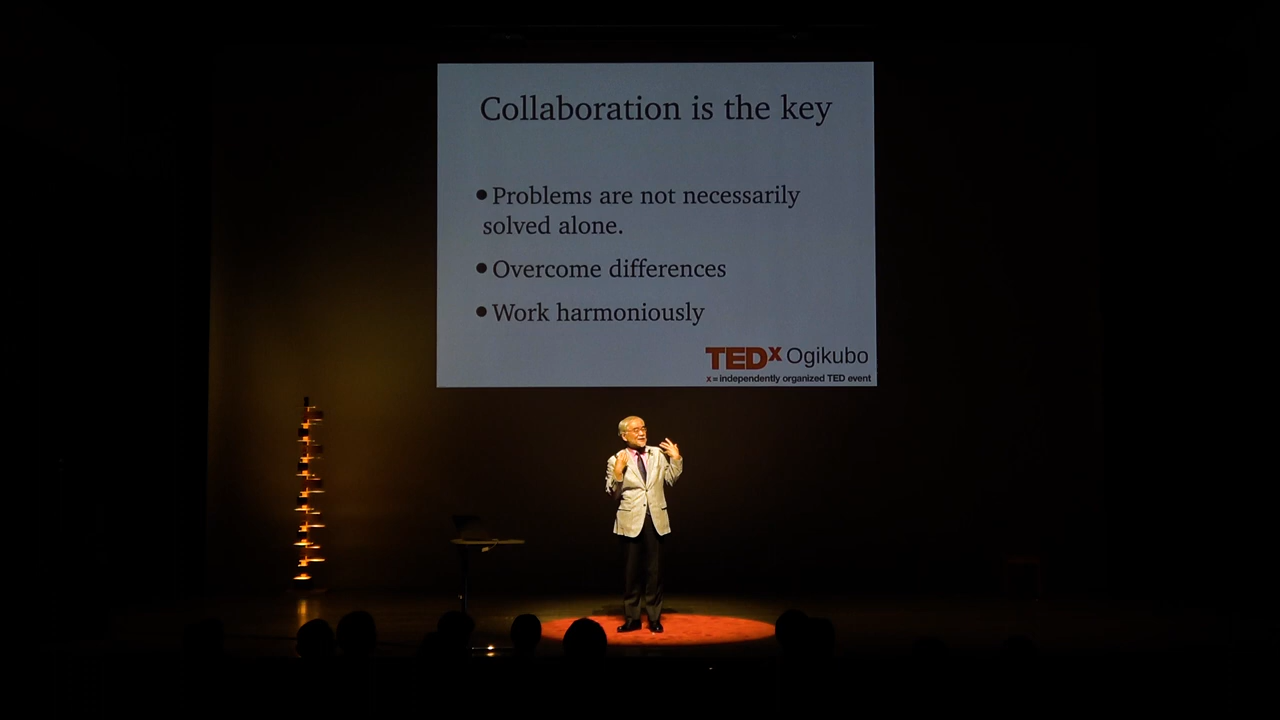 Collaboration is the key
●Problems are not necessarily
solved alone.
●Overcome differences
●Work harmoniously
TEDx Ogikubo
x = independently organized TED event